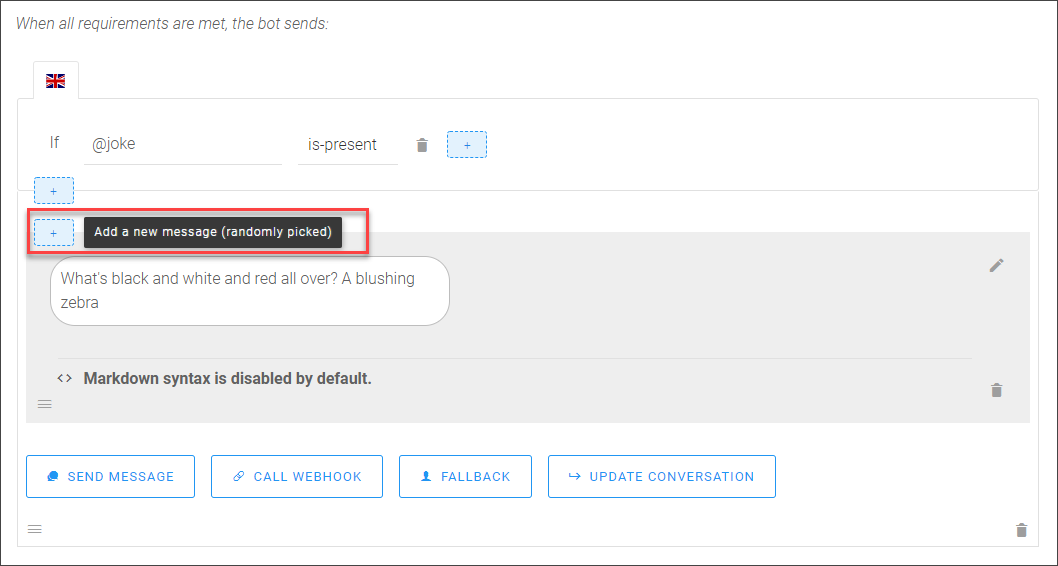 When all requirements are met, the bot sends:
If @joke is-present +
+
+ Add a new message (randomly picked)
What's black and white and red all over? A blushing
zebra
<> Markdown syntax is disabled by default.
SEND MESSAGE CALL WEBHOOK FALLBACK UPDATE CONVERSATION